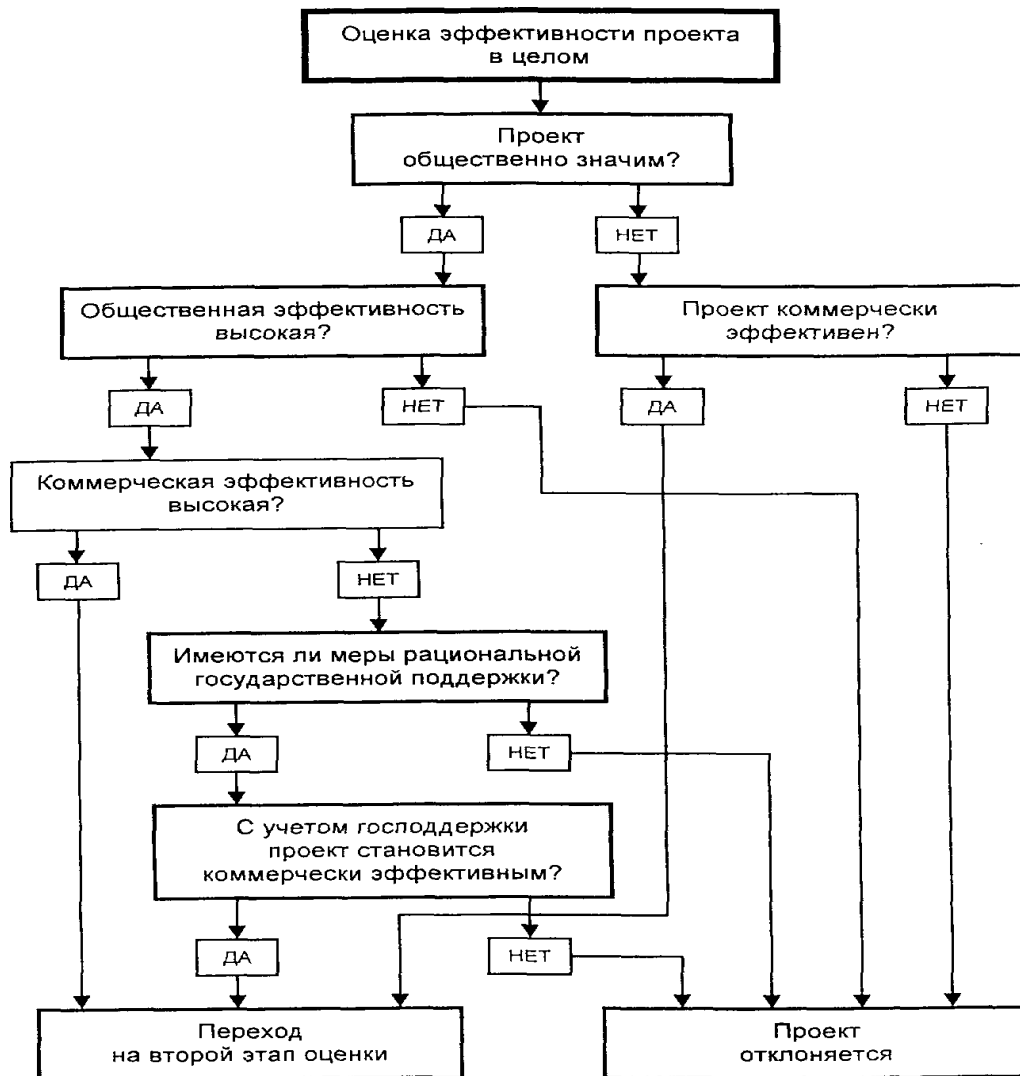 Оценка эффективности проекта
в целом
Проект
общественно значим?
ДА
НЕТ
Общественная эффективность
высокая?
Проект коммерчески
эффективен?
ДА
НЕТ
ДА
НЕТ
Коммерческая эффективность
высокая?
ДА
НЕТ
Имеются ли меры рациональной
государственной поддержки?
ДА
НЕТ
С учетом господдержки
проект становится
коммерчески эффективным?
ДА
НЕТ
Переход
на второй этап оценки
Проект
отклоняется